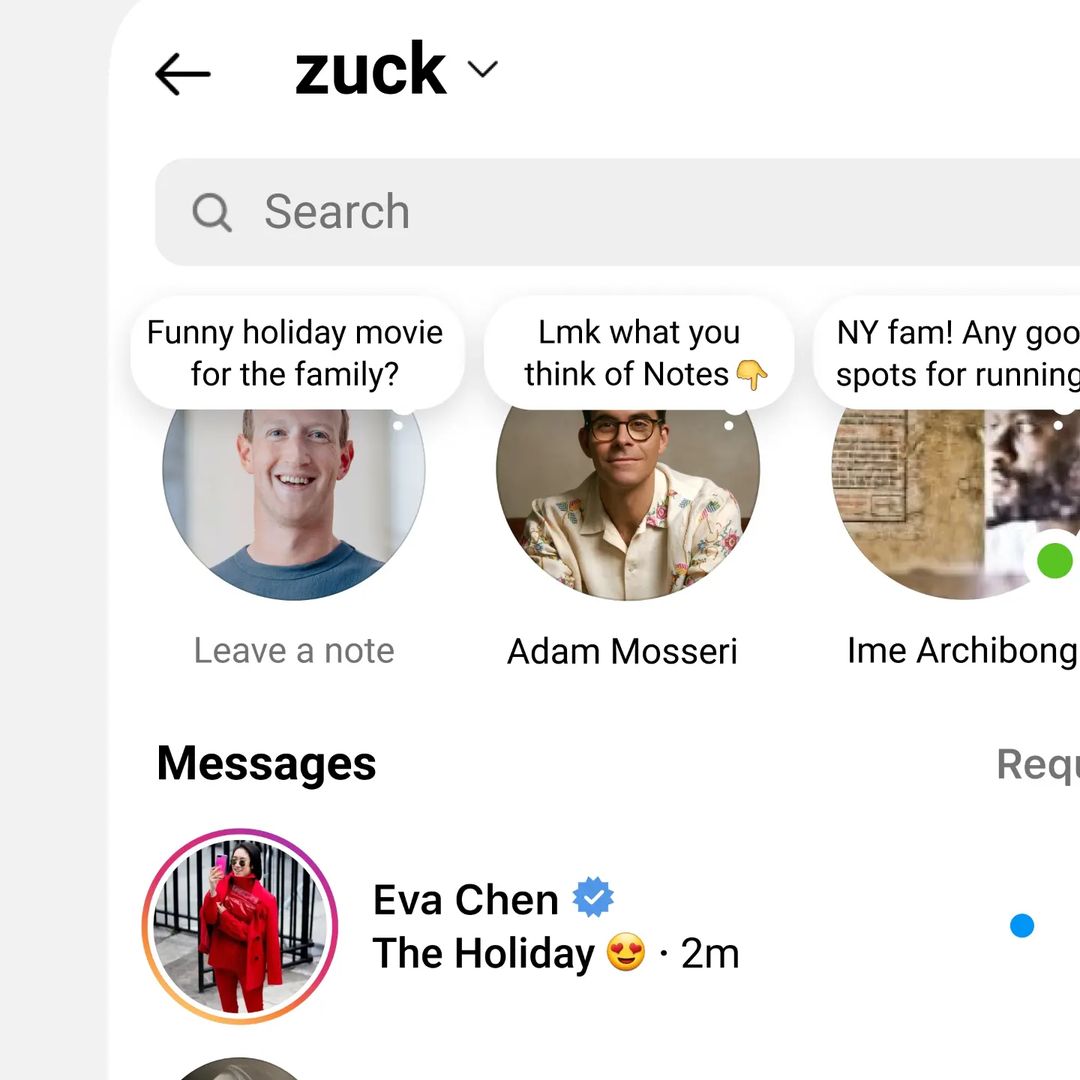 zuck
Search
Funny holiday movie
for the family?
Lmk what you
think of Notes👇
NY fam! Any goo
spots for running
Leave a note
Adam Mosseri
Ime Archibong
Messages
Requ
Eva Chen
The Holiday 😍 · 2m